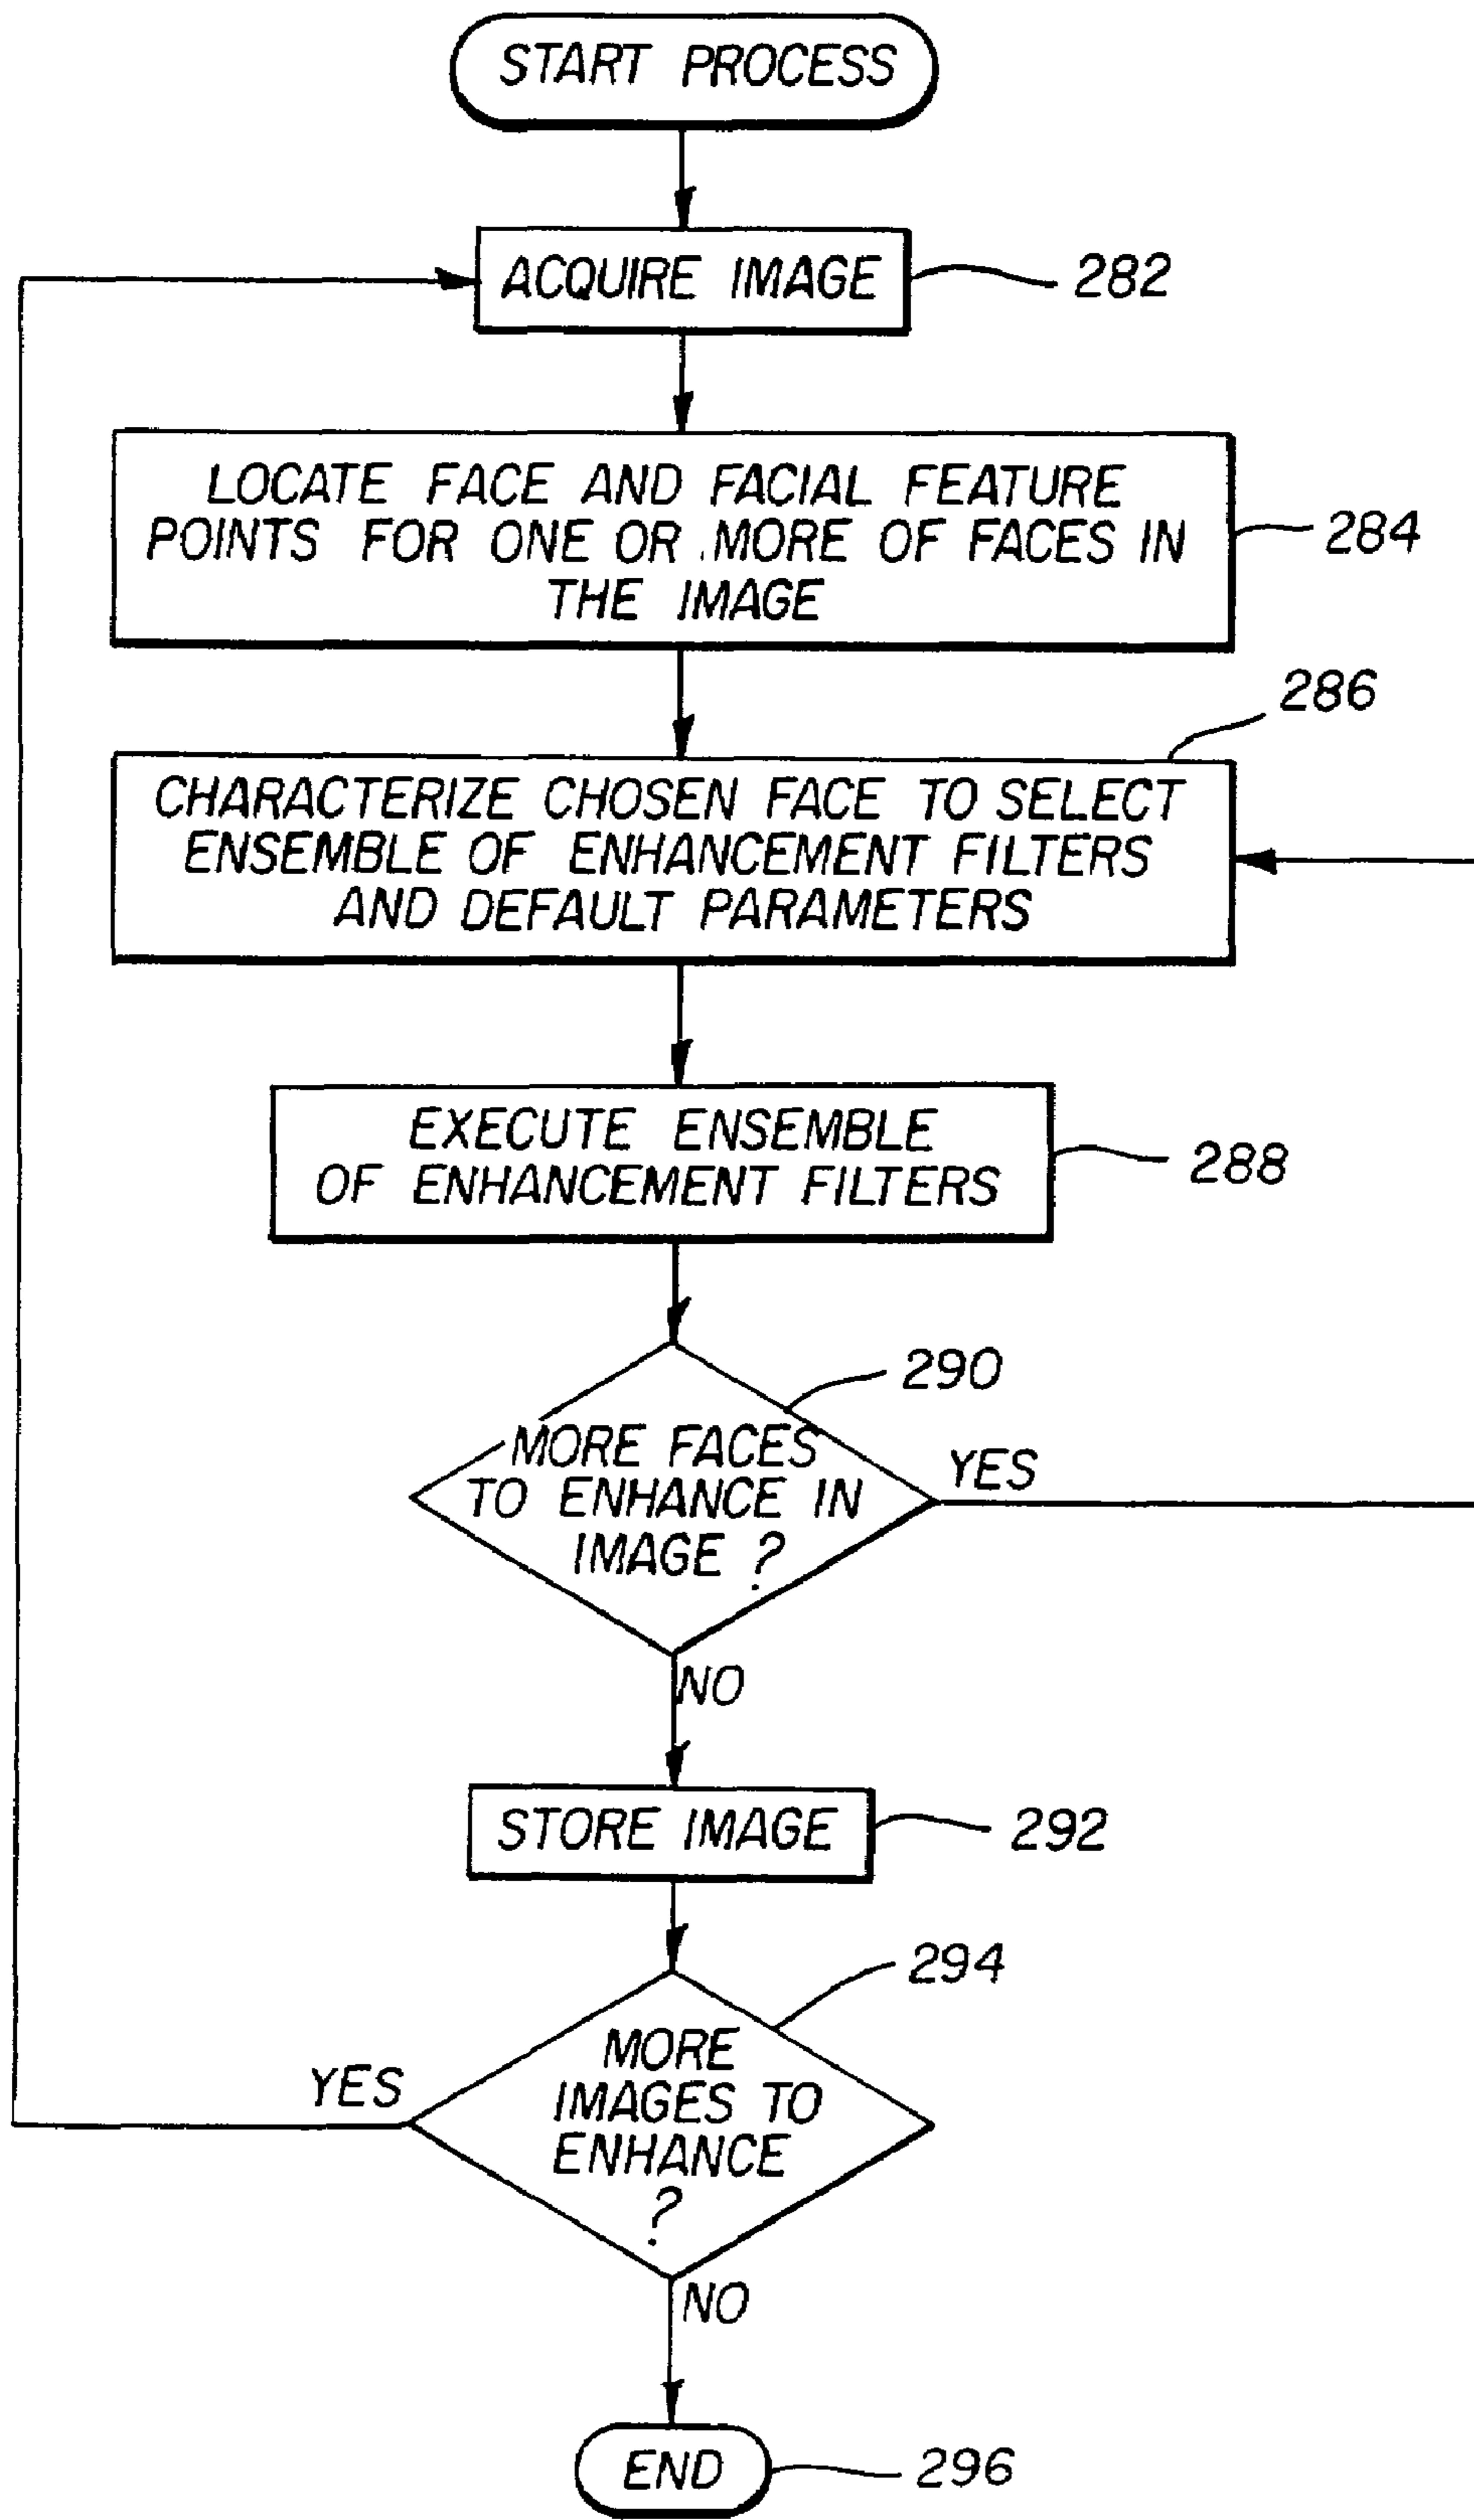 START PROCESS
ACQUIRE IMAGE
282
LOCATE FACE AND FACIAL FEATURE
POINTS FOR ONE OR MORE OF FACES IN
THE IMAGE
284
286
CHARACTERIZE CHOSEN FACE TO SELECT
ENSEMBLE OF ENHANCEMENT FILTERS
AND DEFAULT PARAMETERS
EXECUTE ENSEMBLE
OF ENHANCEMENT FILTERS
288
290
MORE FACES
TO ENHANCE IN
IMAGE ?
YES
NO
STORE IMAGE
292
294
MORE
IMAGES TO
ENHANCE
?
YES
NO
END
296